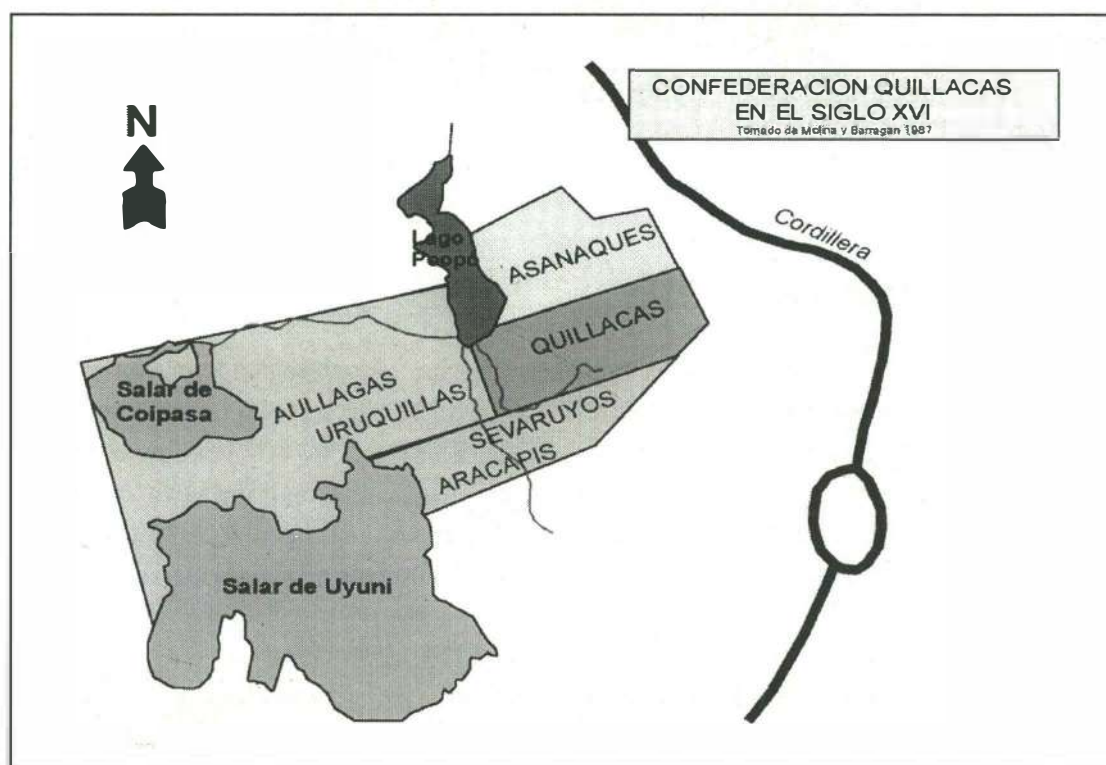 CONFEDERACION QUILLACAS
EN EL SIGLO XVI
Tomado de Molina y Barragan 1987
N
Cordillera
Lago
Poopó
ASANAQUES
QUILLACAS
Salar de
Coipasa
AULLAGAS
URUQUILLAS
SEVARUYOS
ARACAPIS
Salar de Uyuni